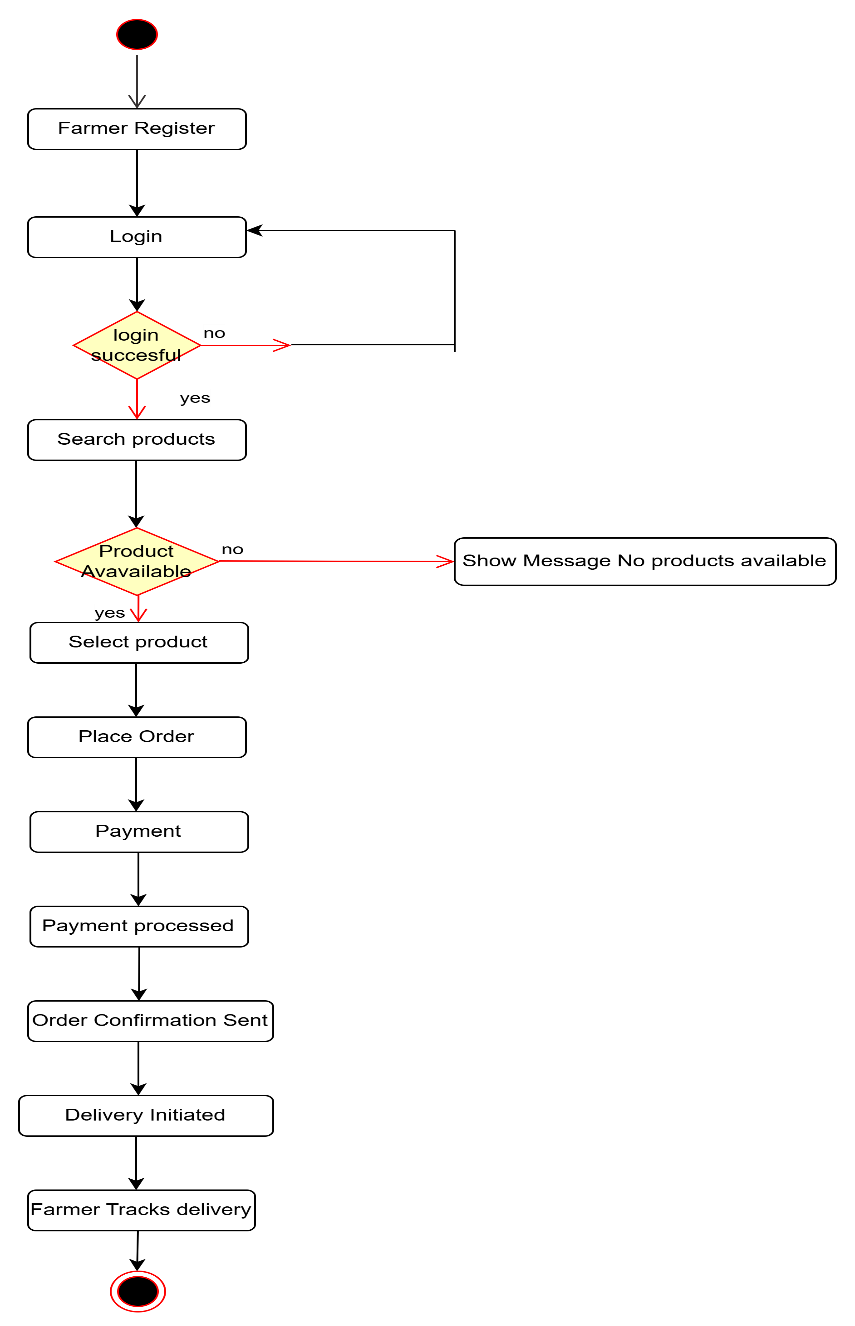 Farmer Register
Login
login
succesful
no
yes
Search products
Product
Avavailable
no
Show Message No products available
yes
Select product
Place Order
Payment
Payment processed
Order Confirmation Sent
Delivery Initiated
Farmer Tracks delivery